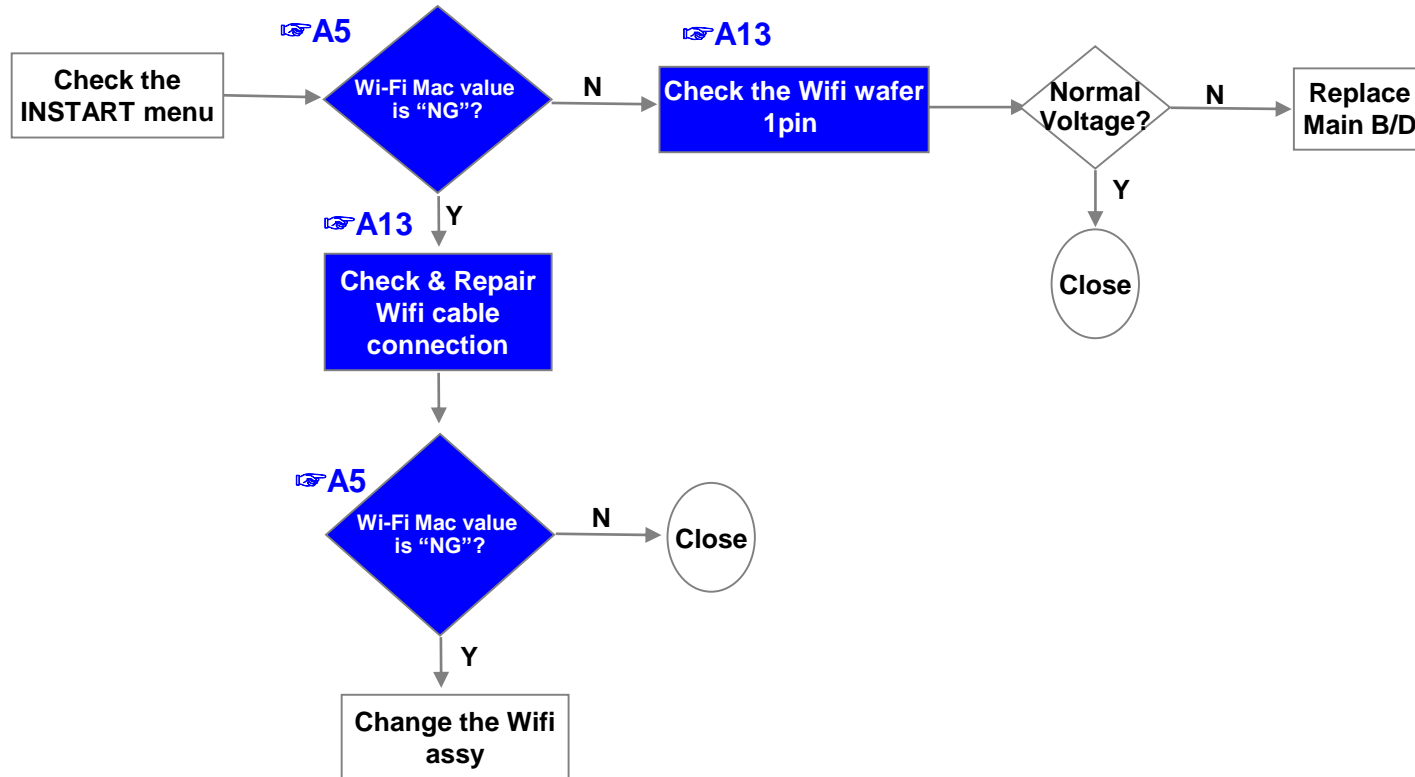 ☞A5
☞A13
Check the
INSTART menu
Wi-Fi Mac value
is “NG”?
N
Check the Wifi wafer
1pin
Normal
Voltage?
N
Replace
Main B/D
Y
Y
☞A13
Close
Check & Repair
Wifi cable
connection
☞A5
Wi-Fi Mac value
is “NG”?
N
Close
Y
Change the Wifi
assy